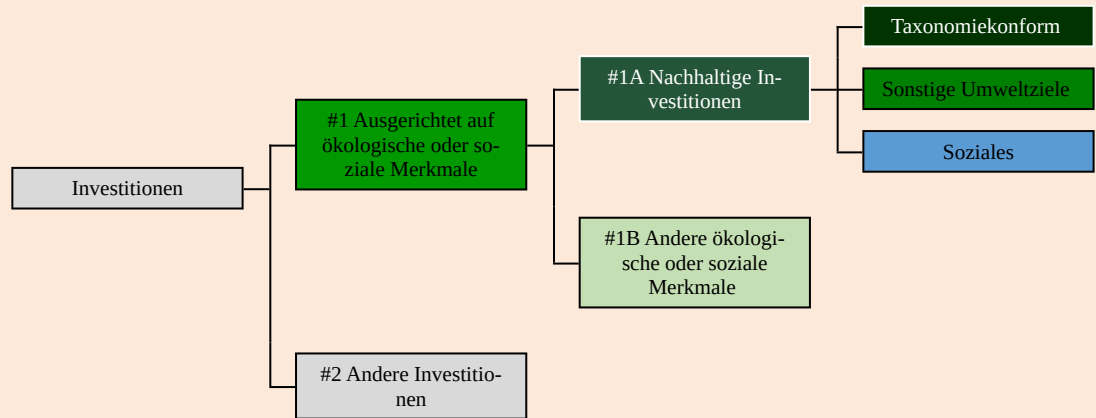 Investitionen
#1 Ausgerichtet auf
ökologische oder so-
ziale Merkmale
#2 Andere Investitio-
nen
#1A Nachhaltige In-
vestitionen
#1B Andere ökologi-
sche oder soziale
Merkmale
Taxonomiekonform
Sonstige Umweltziele
Soziales